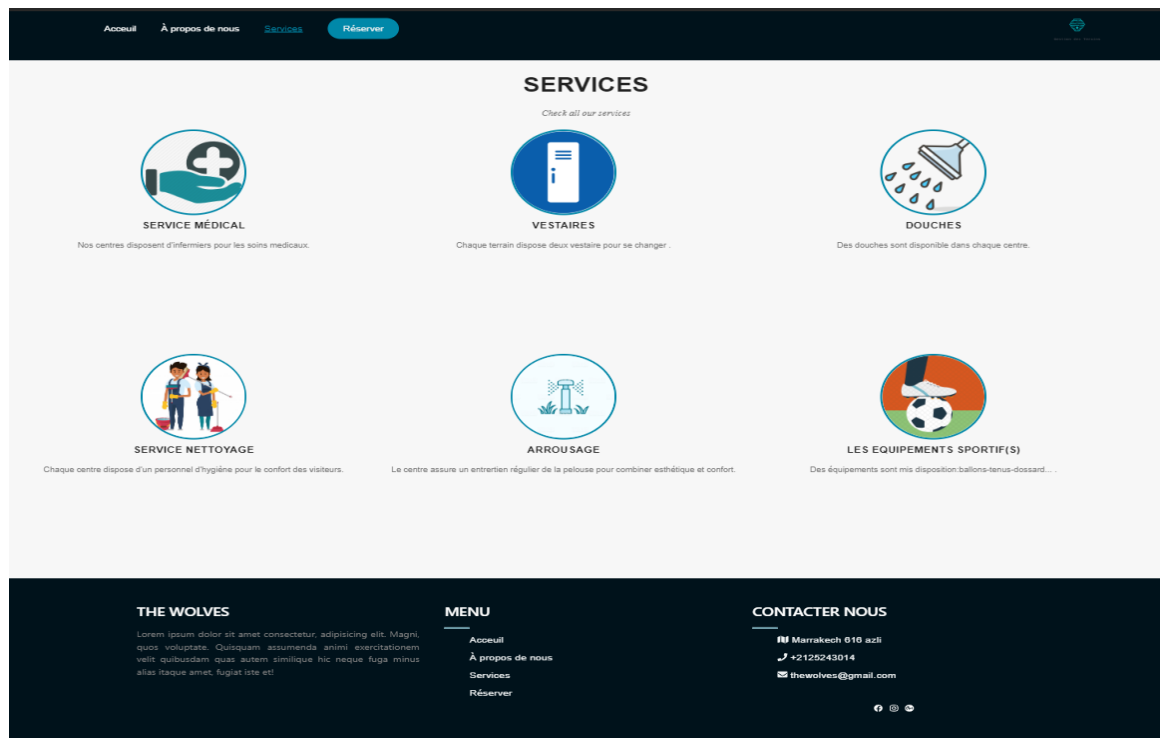 Acceuil À propos de nous Services Réserver
SERVICES
Check all our services
SERVICE MÉDICAL
Nos centres disposent d'infermiers pour les soins medicaux.
VESTAIRES
Chaque terrain dispose deux vestaire pour se changer .
DOUCHES
Des douches sont disponible dans chaque centre.
SERVICE NETTOYAGE
Chaque centre dispose d'un personnel d'hygiéne pour le confort des visiteurs.
ARROUSAGE
Le centre assure un entrertien régulier de la pelouse pour combiner esthétique et confort.
LES EQUIPEMENTS SPORTIF(S)
Des équipements sont mis disposition:ballons-tenus-dossard... .
THE WOLVES
Lorem ipsum dolor sit amet consectetur, adipisicing elit. Magni,
quos voluptate. Quisquam assumenda animi exercitationem
velit quibusdam quas autem similique hic neque fuga minus
alias itaque amet, fugiat iste et!
MENU
Acceuil
À propos de nous
Services
Réserver
CONTACTER NOUS
Marrakech 616 azli
+2125243014
thewolves@gmail.com